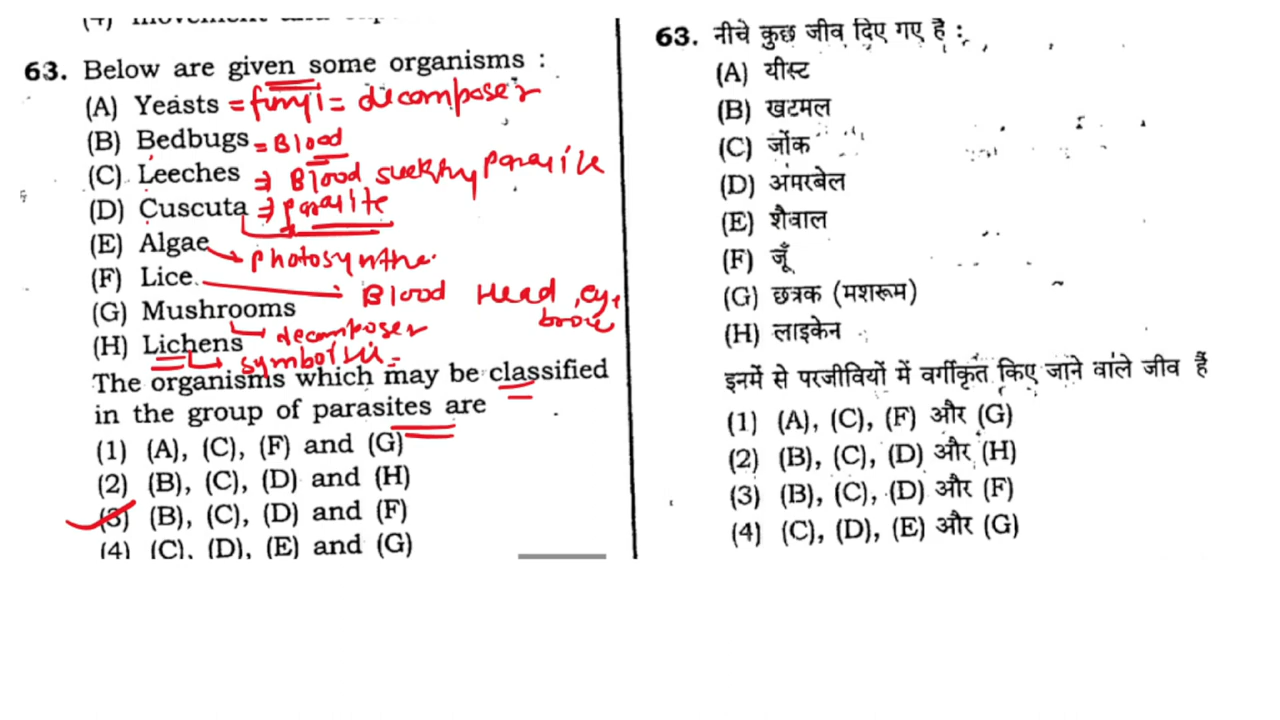 63. Below are given some organisms :
(A) Yeasts = fungi = decomposer
(B) Bedbugs = Blood
(C) Leeches ⇒ Blood parasite
(D) Cuscuta ⇒ parasite
(E) Algae → photosynthe.
(F) Lice Blood Head, eye
brow
(G) Mushrooms
decomposer
(H) Lichens
The organisms which may be classified
in the group of parasites are
(1) (A), (C), (F) and (G)
(2) (B), (C), (D) and (H)
(3) (B), (C), (D) and (F)
(4) (C), (D), (E) and (G)
63. नीचे कुछ जीव दिए गए हैं :
(A) यीस्ट
(B) खटमल
(C) जोंक
(D) अमरबेल
(E) शैवाल
(F) जूँ
(G) छत्रक (मशरूम)
(H) लाइकेन
इनमें से परजीवियों में वर्गीकृत किए जाने वाले जीव हैं
(1) (A), (C), (F) और (G)
(2) (B), (C), (D) और (H)
(3) (B), (C), (D) और (F)
(4) (C), (D), (E) और (G)